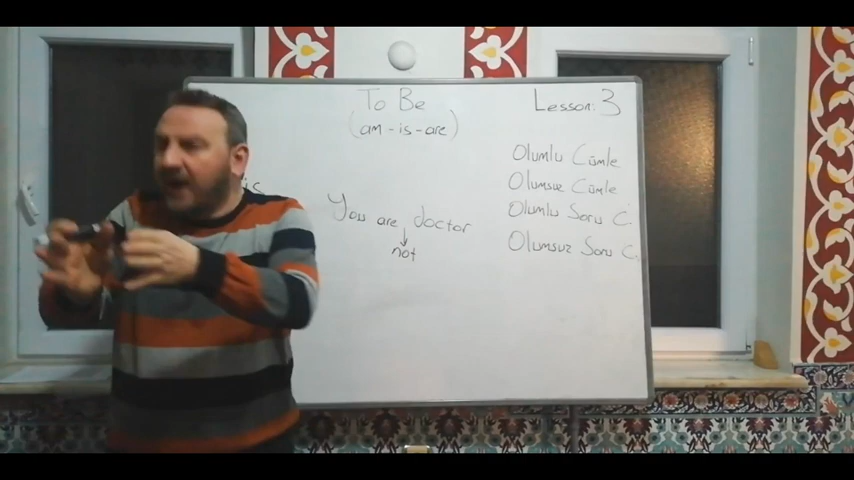 To Be
(am - is - are)
Lesson: 3
is
You are doctor
not
Olumlu Cümle
Olumsuz Cümle
Olumlu Soru C.
Olumsuz Soru C.